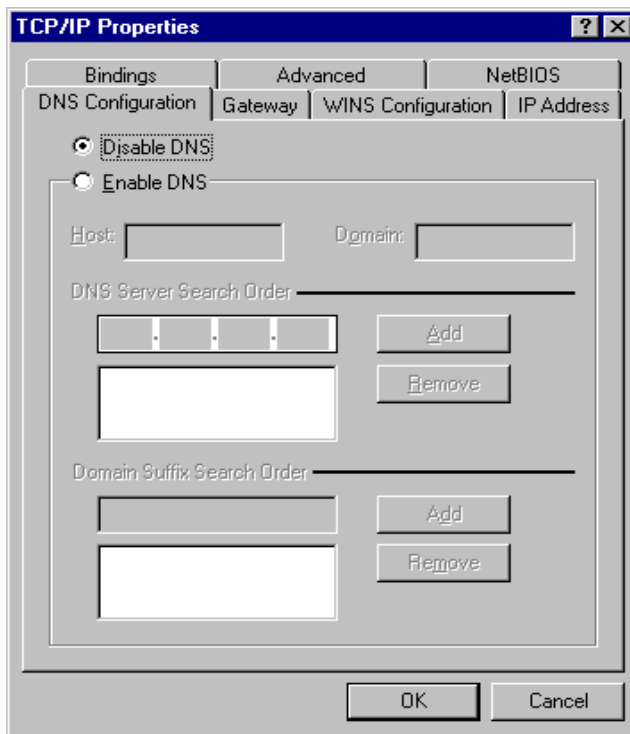 TCP/IP Properties
Bindings Advanced NetBIOS
DNS Configuration Gateway WINS Configuration IP Address
Disable DNS
Enable DNS
Host: Domain:
DNS Server Search Order
. . . Add
Remove
Domain Suffix Search Order
Add
Remove
OK Cancel